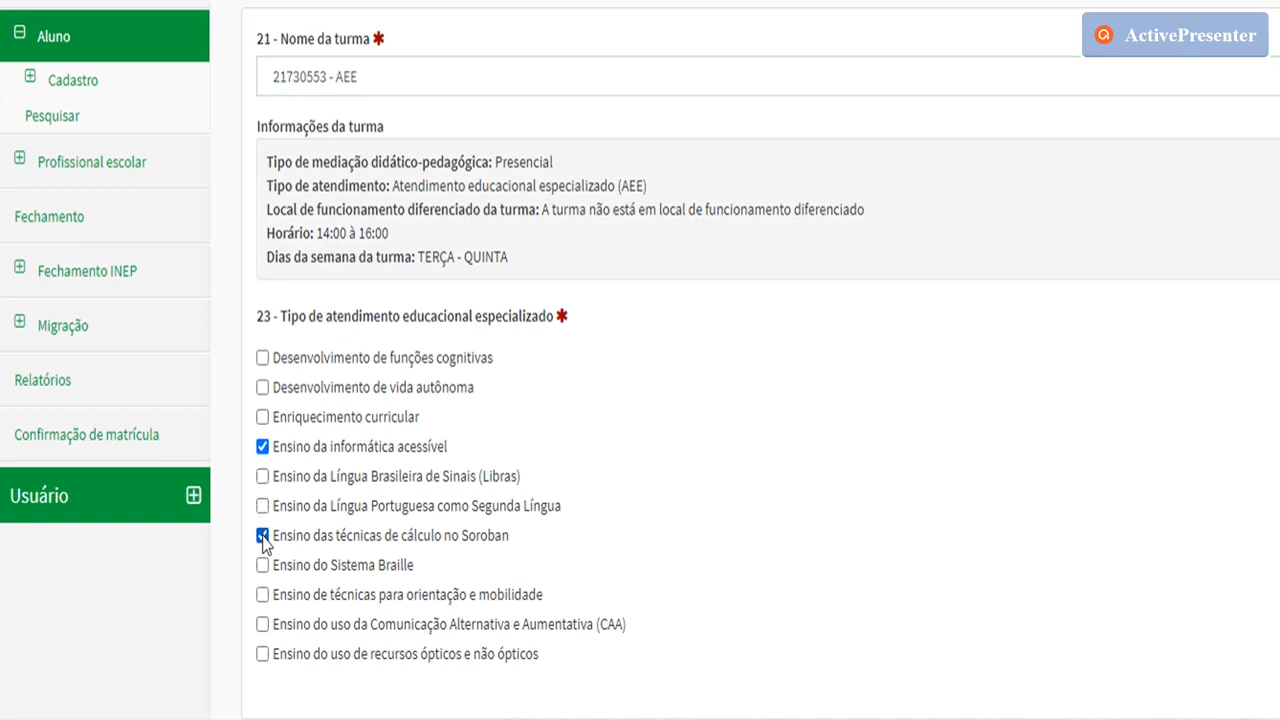 Aluno
Cadastro
Pesquisar
Profissional escolar
Fechamento
Fechamento INEP
Migração
Relatórios
Confirmação de matrícula
Usuário
ActivePresenter
21 - Nome da turma *
21730553 - AEE
Informações da turma
Tipo de mediação didático-pedagógica: Presencial
Tipo de atendimento: Atendimento educacional especializado (AEE)
Local de funcionamento diferenciado da turma: A turma não está em local de funcionamento diferenciado
Horário: 14:00 à 16:00
Dias da semana da turma: TERÇA - QUINTA
23 - Tipo de atendimento educacional especializado *
Desenvolvimento de funções cognitivas
Desenvolvimento de vida autônoma
Enriquecimento curricular
Ensino da informática acessível
Ensino da Língua Brasileira de Sinais (Libras)
Ensino da Língua Portuguesa como Segunda Língua
Ensino das técnicas de cálculo no Soroban
Ensino do Sistema Braille
Ensino de técnicas para orientação e mobilidade
Ensino do uso da Comunicação Alternativa e Aumentativa (CAA)
Ensino do uso de recursos ópticos e não ópticos